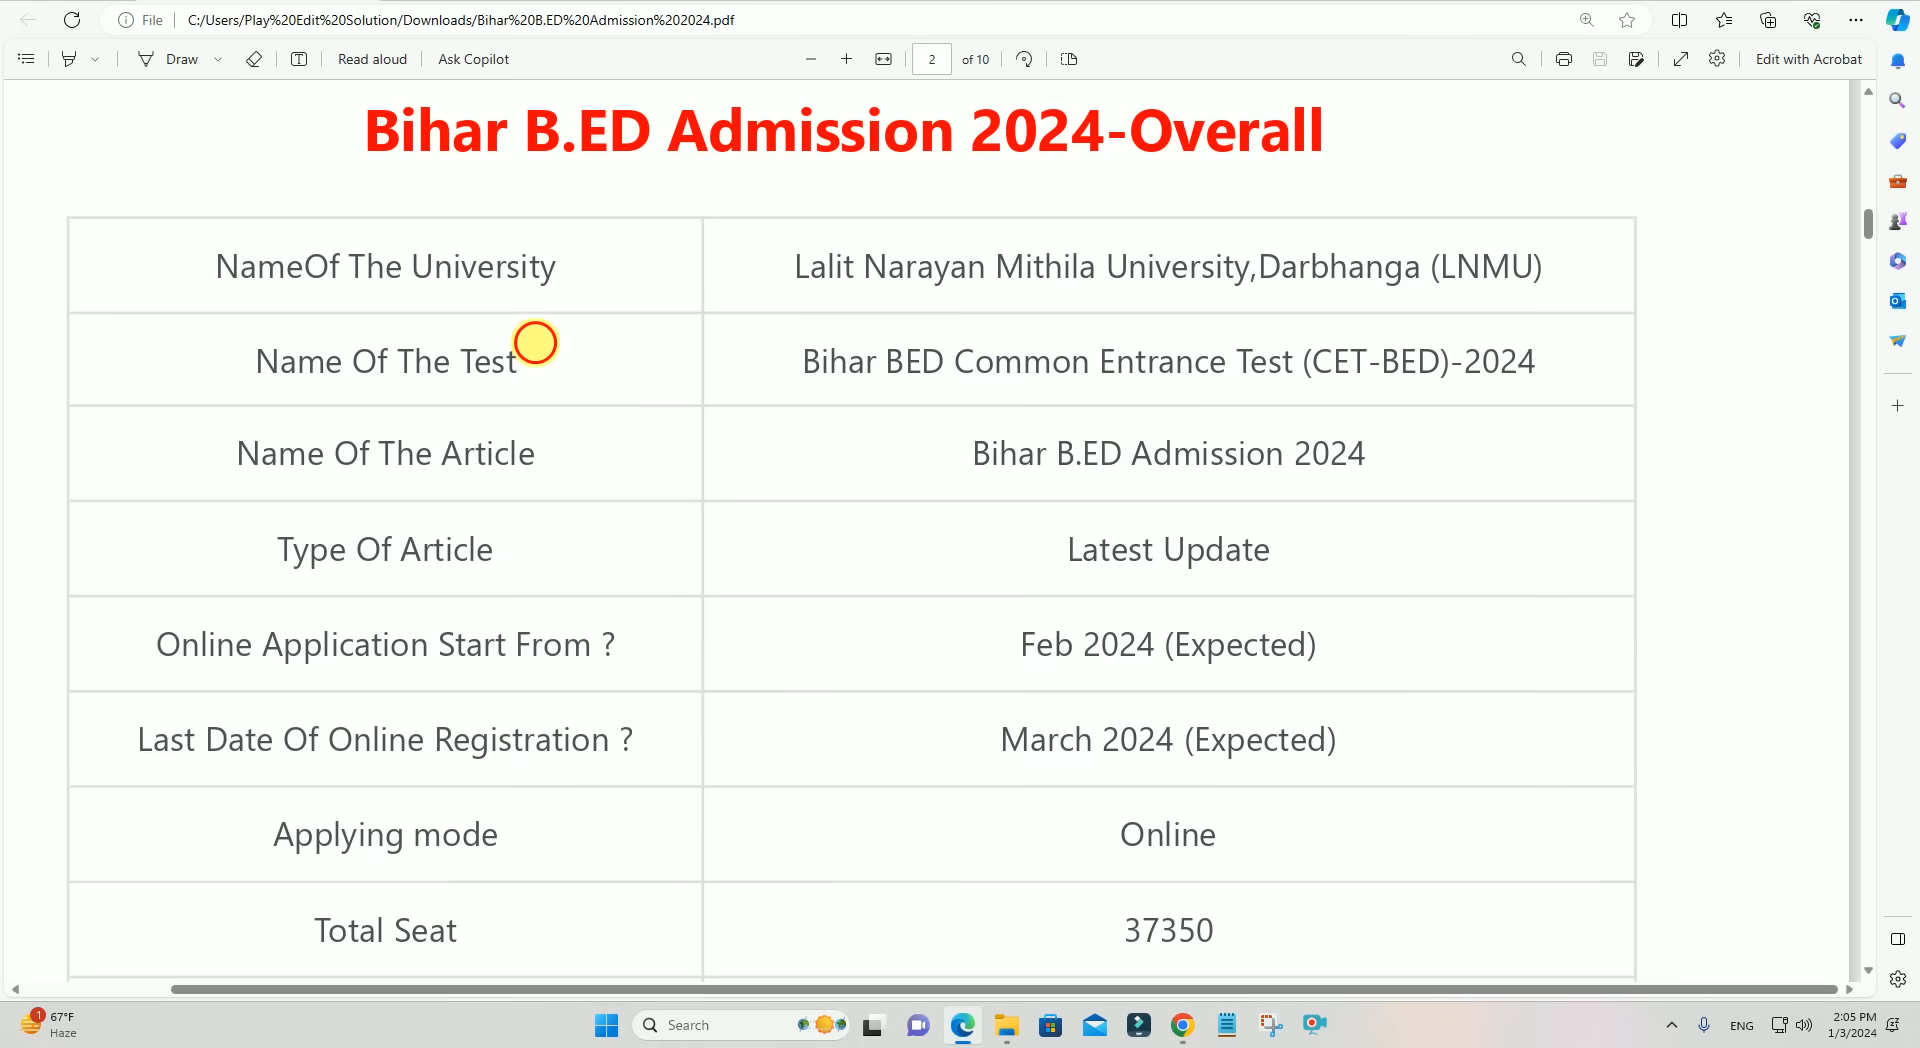 File C:/Users/Play%20Edit%20Solution/Downloads/Bihar%20B.ED%20Admission%202024.pdf
Draw Read aloud Ask Copilot 2 of 10 Edit with Acrobat
Bihar B.ED Admission 2024-Overall
NameOf The University Lalit Narayan Mithila University,Darbhanga (LNMU)
Name Of The Test Bihar BED Common Entrance Test (CET-BED)-2024
Name Of The Article Bihar B.ED Admission 2024
Type Of Article Latest Update
Online Application Start From ? Feb 2024 (Expected)
Last Date Of Online Registration ? March 2024 (Expected)
Applying mode Online
Total Seat 37350
1 67°F
Haze
Search
ENG
2:05 PM
1/3/2024